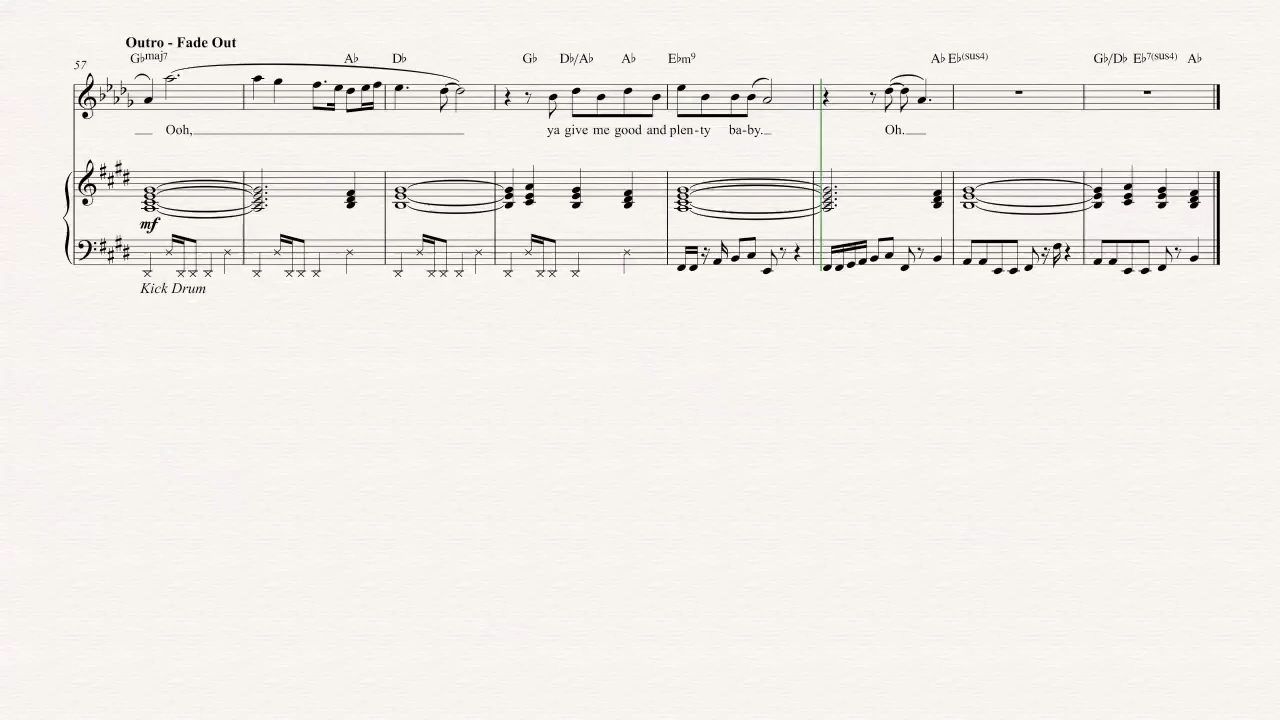 Outro - Fade Out
57 G♭maj7 A♭ D♭ G♭ D♭/A♭ A♭ E♭m9 A♭ E♭(sus4) G♭/D♭ E♭7(sus4) A♭
Ooh, ya give me good and plen-ty ba-by. Oh.
mf
Kick Drum